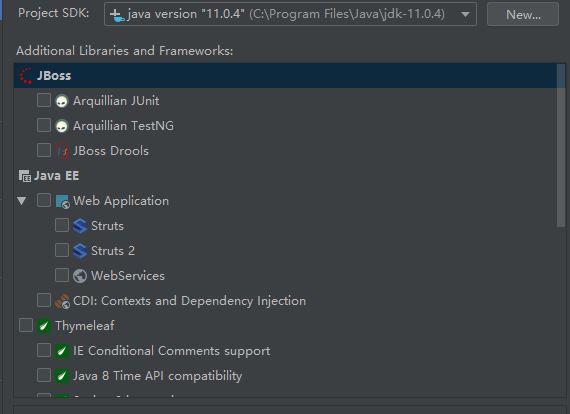 Project SDK: java version "11.0.4" (C:\Program Files\Java\jdk-11.0.4) New...
Additional Libraries and Frameworks:
JBoss
Arquillian JUnit
Arquillian TestNG
JBoss Drools
Java EE
Web Application
Struts
Struts 2
WebServices
CDI: Contexts and Dependency Injection
Thymeleaf
IE Conditional Comments support
Java 8 Time API compatibility